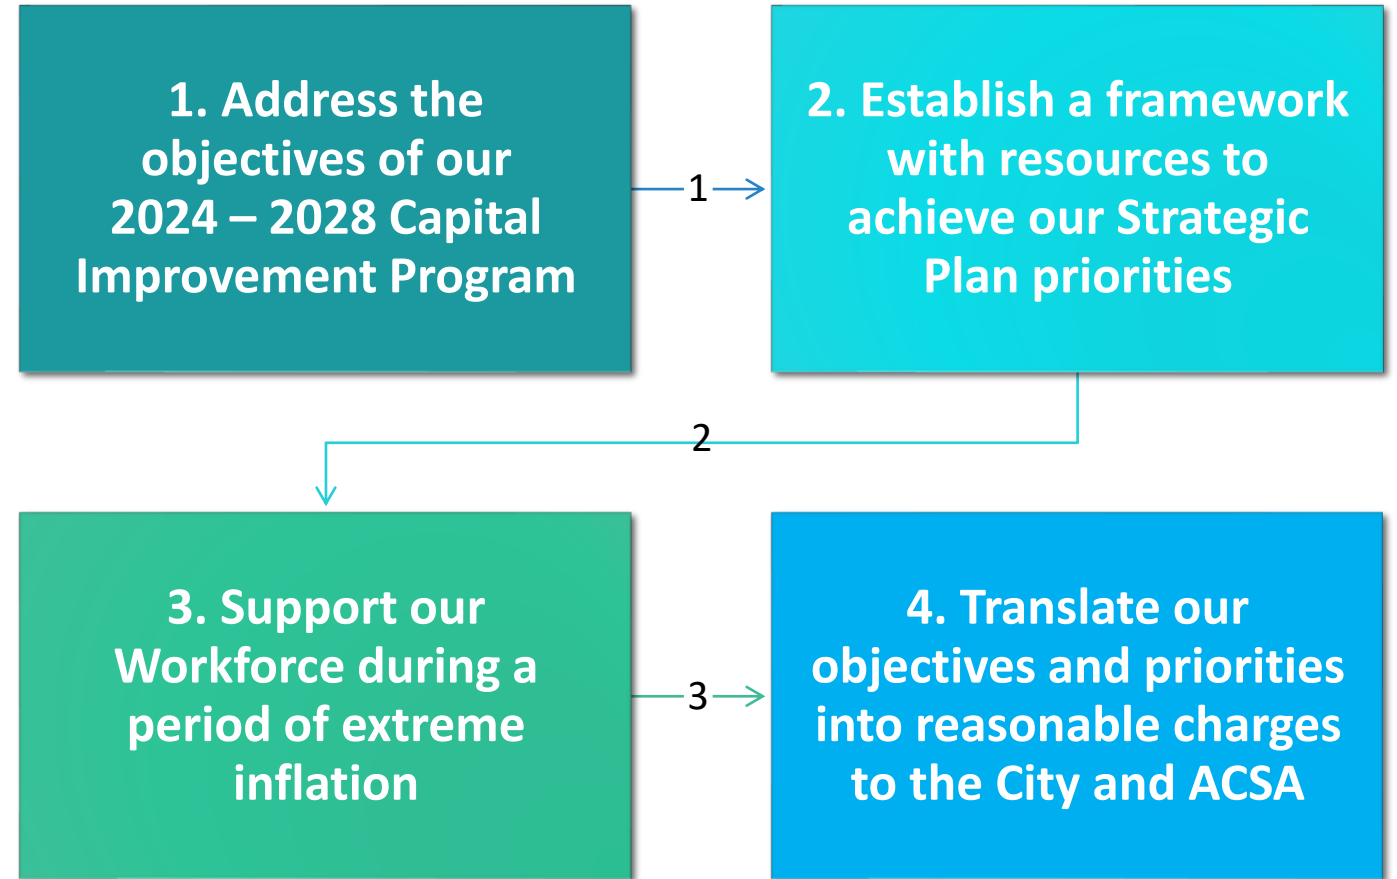 1. Address the
objectives of our
2024 – 2028 Capital
Improvement Program
1
2. Establish a framework
with resources to
achieve our Strategic
Plan priorities
2
3. Support our
Workforce during a
period of extreme
inflation
3
4. Translate our
objectives and priorities
into reasonable charges
to the City and ACSA